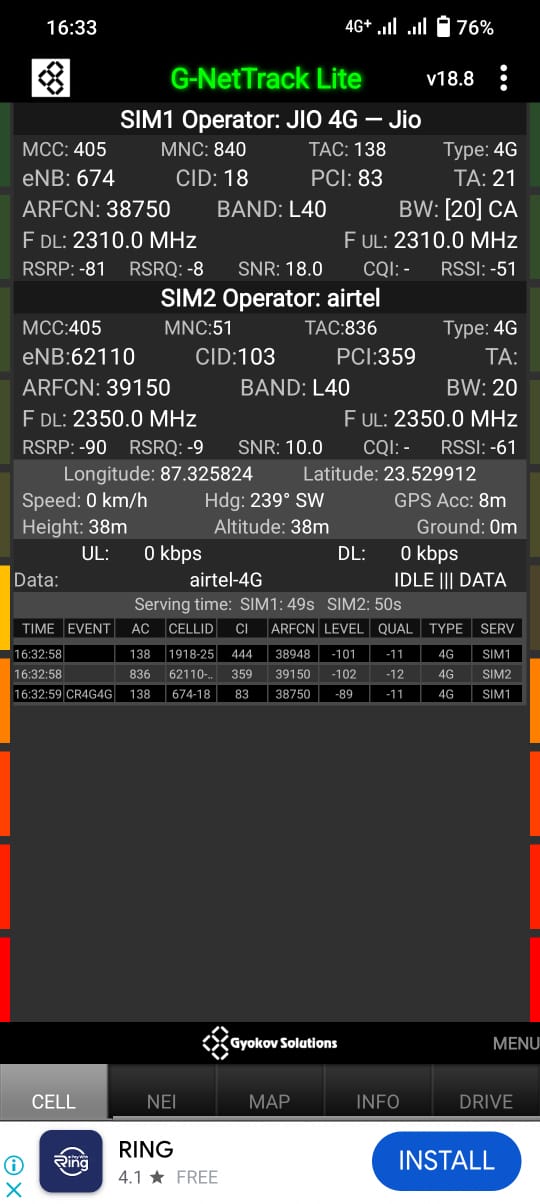 16:33 4G+ 76%
G-NetTrack Lite v18.8
SIM1 Operator: JIO 4G — Jio
MCC: 405 MNC: 840 TAC: 138 Type: 4G
eNB: 674 CID: 18 PCI: 83 TA: 21
ARFCN: 38750 BAND: L40 BW: [20] CA
F DL: 2310.0 MHz F UL: 2310.0 MHz
RSRP: -81 RSRQ: -8 SNR: 18.0 CQI: - RSSI: -51
SIM2 Operator: airtel
MCC:405 MNC:51 TAC:836 Type: 4G
eNB:62110 CID:103 PCI:359 TA:
ARFCN: 39150 BAND: L40 BW: 20
F DL: 2350.0 MHz F UL: 2350.0 MHz
RSRP: -90 RSRQ: -9 SNR: 10.0 CQI: - RSSI: -61
Longitude: 87.325824 Latitude: 23.529912
Speed: 0 km/h Hdg: 239° SW GPS Acc: 8m
Height: 38m Altitude: 38m Ground: 0m
UL: 0 kbps DL: 0 kbps
Data: airtel-4G IDLE ||| DATA
Serving time: SIM1: 49s SIM2: 50s
TIME EVENT AC CELLID CI ARFCN LEVEL QUAL TYPE SERV
16:32:58 138 1918-25 444 38948 -101 -11 4G SIM1
16:32:58 836 62110-.. 359 39150 -102 -12 4G SIM2
16:32:59 CR4G4G 138 674-18 83 38750 -89 -11 4G SIM1
Gyokov Solutions MENU
CELL NEI MAP INFO DRIVE
Ring RING
4.1 ★ FREE
INSTALL